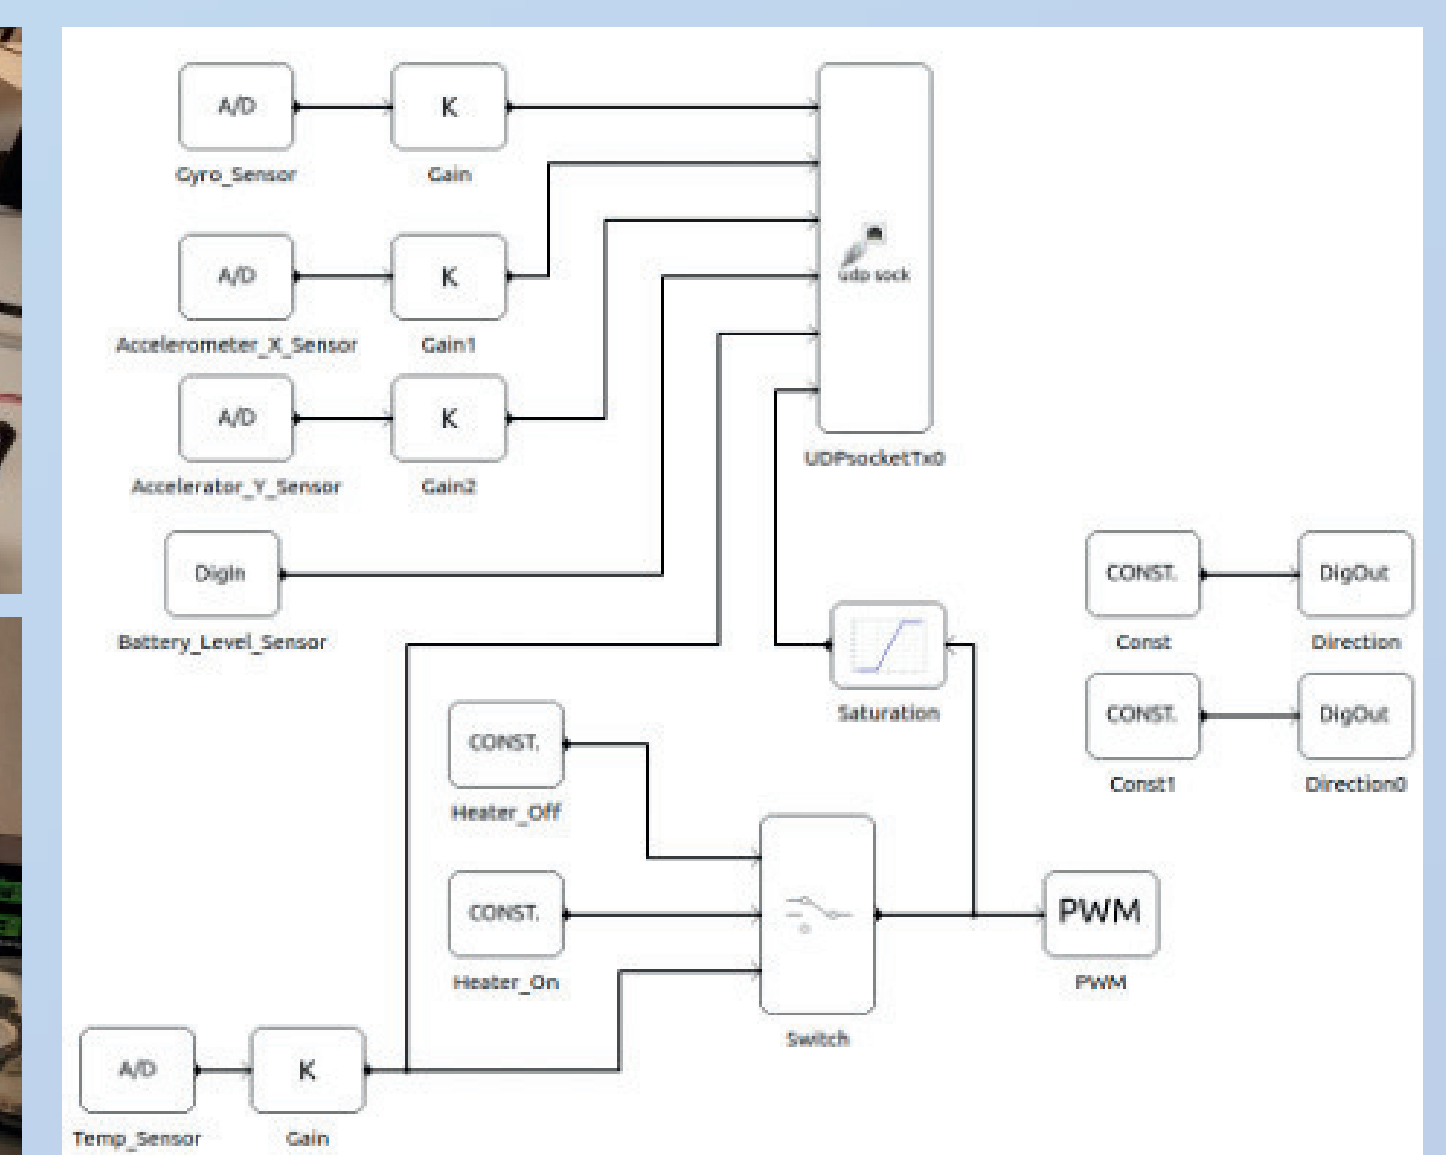 A/D
K
Gyro_Sensor
Gain
A/D
K
udp sock
Accelerometer_X_Sensor
Gain1
A/D
K
UDPsocketTx0
Accelerator_Y_Sensor
Gain2
DigIn
CONST.
DigOut
Battery_Level_Sensor
Const
Direction
Saturation
CONST.
DigOut
CONST.
Const1
Direction0
Heater_Off
CONST.
PWM
Heater_On
PWM
Switch
A/D
K
Temp_Sensor
Gain